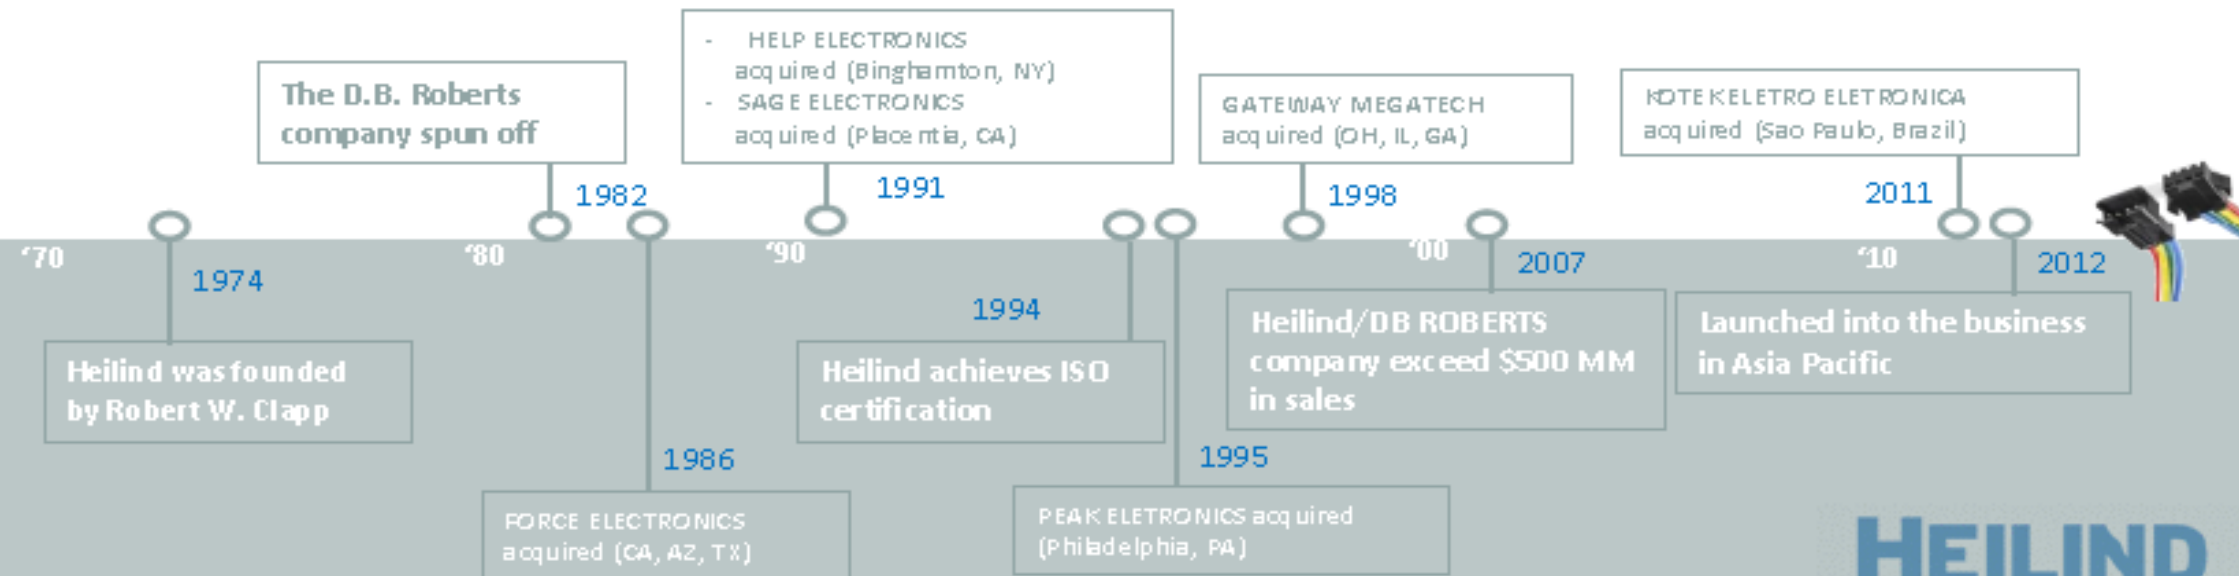 The D.B. Roberts
company spun off
- HELP ELECTRONICS
acquired (Binghamton, NY)
- SAGE ELECTRONICS
acquired (Placentia, CA)
GATEWAY MEGATECH
acquired (OH, IL, GA)
KOTEK ELETRO ELETRONICA
acquired (Sao Paulo, Brazil)
1982
1991
1998
2011
'70
'80
'90
'00
'10
1974
1994
2007
2012
Heilind was founded
by Robert W. Clapp
Heilind achieves ISO
certification
Heilind/DB ROBERTS
company exceed $500 MM
in sales
Launched into the business
in Asia Pacific
1986
1995
FORCE ELECTRONICS
acquired (CA, AZ, TX)
PEAK ELETRONICS acquired
(Philadelphia, PA)
HEILIND